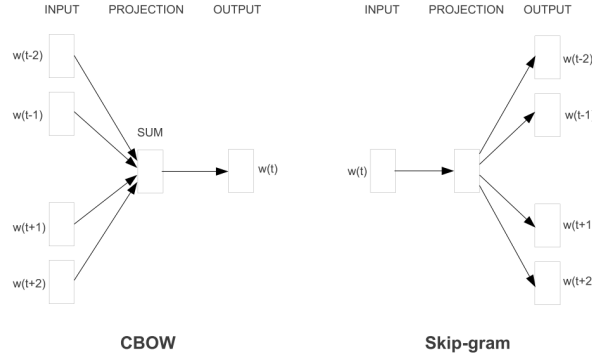 INPUT PROJECTION OUTPUT
w(t-2)
w(t-1)
SUM
w(t)
w(t+1)
w(t+2)
CBOW
INPUT PROJECTION OUTPUT
w(t-2)
w(t-1
w(t)
w(t+1
w(t+2
Skip-gram